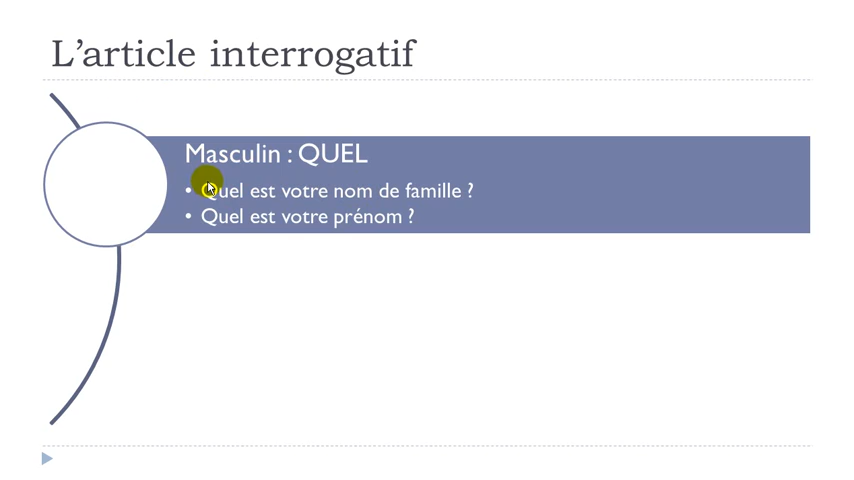 L’article interrogatif
Masculin : QUEL
• Quel est votre nom de famille ?
• Quel est votre prénom ?